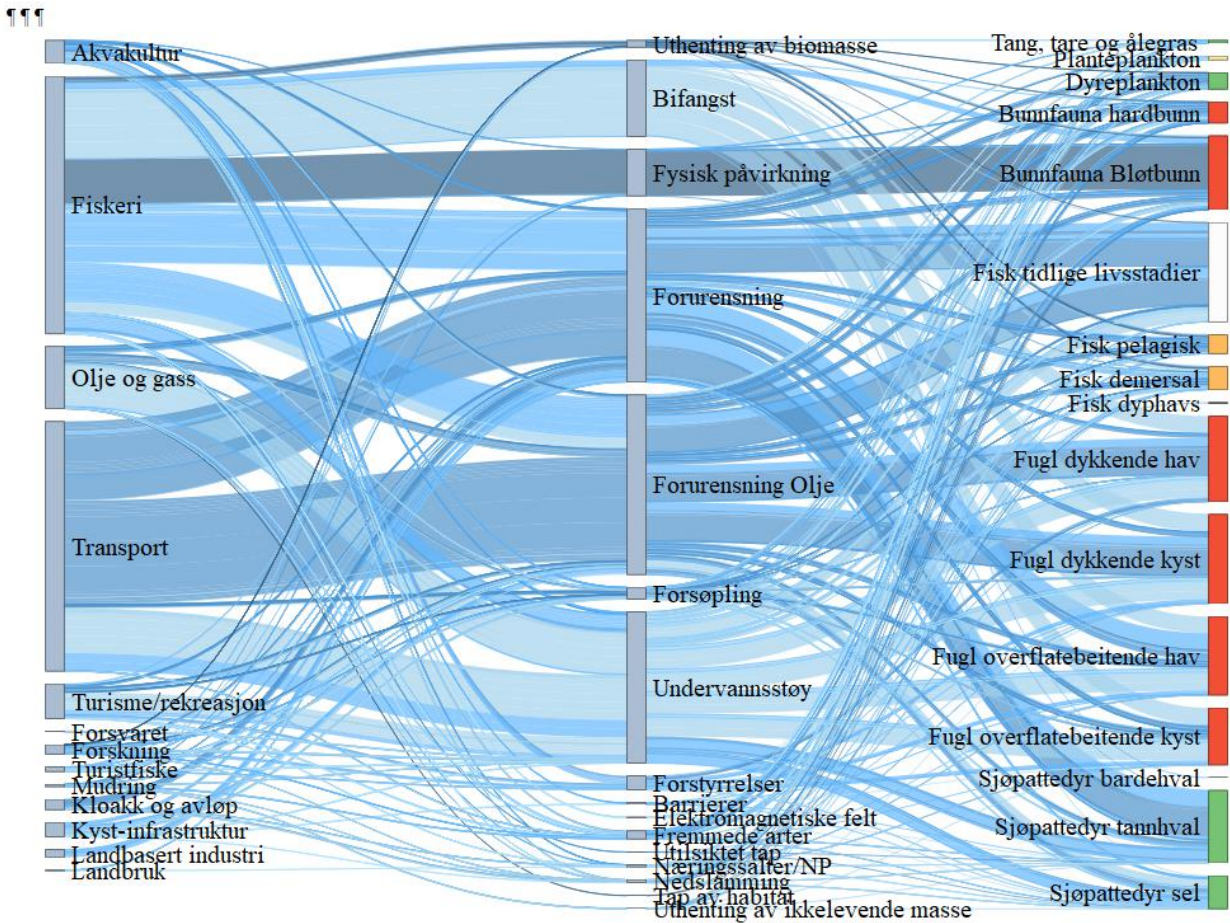 ¶¶¶
Akvakultur
Fiskeri
Olje og gass
Transport
Turisme/rekreasjon
Forsvaret
Forskning
Turistfiske
Mudring
Kloakk og avløp
Kyst-infrastruktur
Landbasert industri
Landbruk
Uthenting av biomasse
Bifangst
Fysisk påvirkning
Forurensning
Forurensning Olje
Forsøpling
Undervannsstøy
Forstyrrelser
Barrierer
Elektromagnetiske felt
Fremmede arter
Utilsiktet tap
Næringssalter/NP
Nedslamming
Tap av habitat
Uthenting av ikkelevende masse
Tang, tare og ålegras
Planteplankton
Dyreplankton
Bunnfauna hardbunn
Bunnfauna Bløtbunn
Fisk tidlige livsstadier
Fisk pelagisk
Fisk demersal
Fisk dyphavs
Fugl dykkende hav
Fugl dykkende kyst
Fugl overflatebeitende hav
Fugl overflatebeitende kyst
Sjøpattedyr bardehval
Sjøpattedyr tannhval
Sjøpattedyr sel